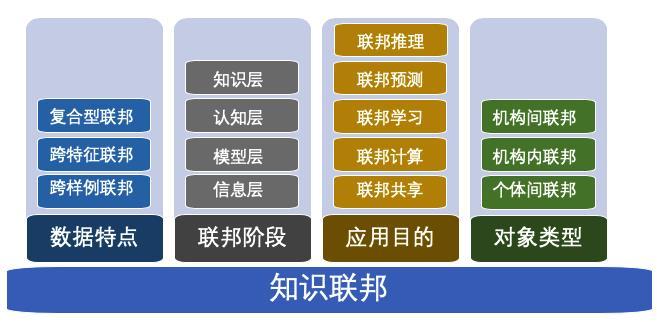 复合型联邦
跨特征联邦
跨样例联邦
数据特点
知识层
认知层
模型层
信息层
联邦阶段
联邦推理
联邦预测
联邦学习
联邦计算
联邦共享
应用目的
机构间联邦
机构内联邦
个体间联邦
对象类型
知识联邦